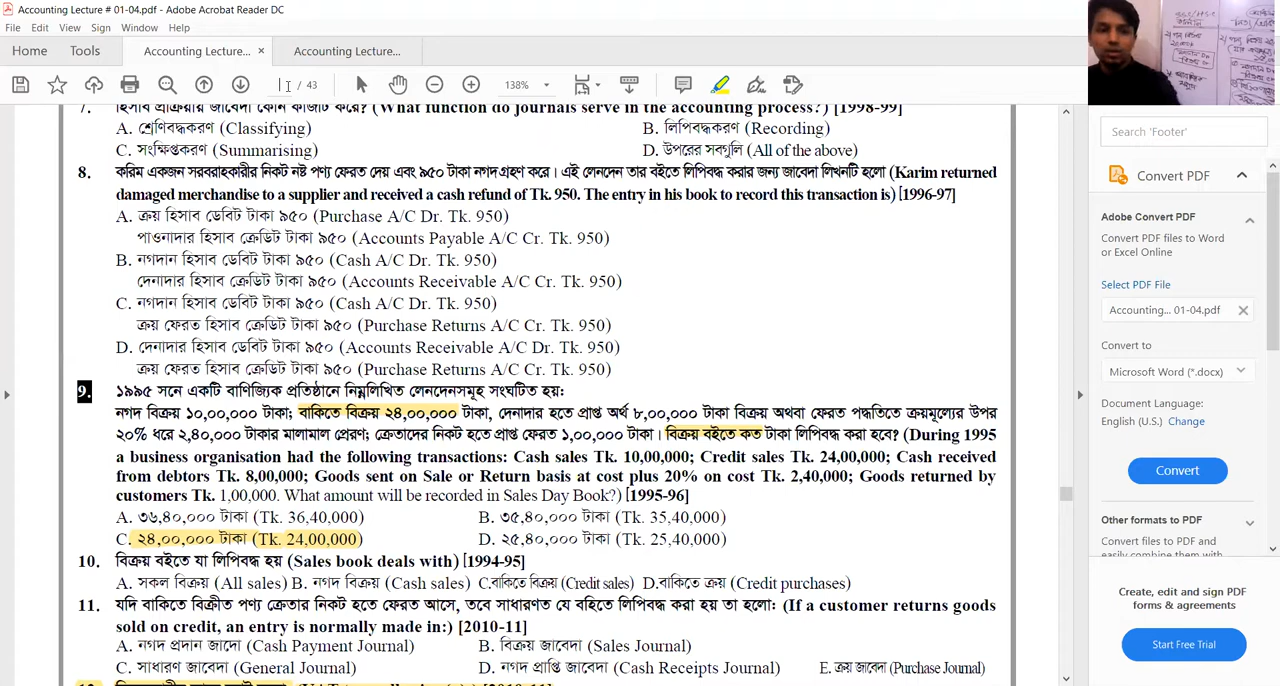 Accounting Lecture # 01-04.pdf - Adobe Acrobat Reader DC
File Edit View Sign Window Help
Home Tools Accounting Lecture... × Accounting Lecture...
/ 43 138%
7. হিসাব প্রক্রিয়ার জাবেদা কোন কাজটি করে? (What function do journals serve in the accounting process?) [1998-99]
A. শ্রেণিবদ্ধকরণ (Classifying) B. লিপিবদ্ধকরণ (Recording)
C. সংক্ষিপ্তকরণ (Summarising) D. উপরের সবগুলি (All of the above)
8. করিম একজন সরবরাহকারীর নিকট নষ্ট পণ্য ফেরত দেয় এবং ৯৫০ টাকা নগদ গ্রহণ করে। এই লেনদেন তার বইতে লিপিবদ্ধ করার জন্য জাবেদা লিখনটি হলো (Karim returned
damaged merchandise to a supplier and received a cash refund of Tk. 950. The entry in his book to record this transaction is) [1996-97]
A. ক্রয় হিসাব ডেবিট টাকা ৯৫০ (Purchase A/C Dr. Tk. 950)
পাওনাদার হিসাব ক্রেডিট টাকা ৯৫০ (Accounts Payable A/C Cr. Tk. 950)
B. নগদান হিসাব ডেবিট টাকা ৯৫০ (Cash A/C Dr. Tk. 950)
দেনাদার হিসাব ক্রেডিট টাকা ৯৫০ (Accounts Receivable A/C Cr. Tk. 950)
C. নগদান হিসাব ডেবিট টাকা ৯৫০ (Cash A/C Dr. Tk. 950)
ক্রয় ফেরত হিসাব ক্রেডিট টাকা ৯৫০ (Purchase Returns A/C Cr. Tk. 950)
D. দেনাদার হিসাব ডেবিট টাকা ৯৫০ (Accounts Receivable A/C Dr. Tk. 950)
ক্রয় ফেরত হিসাব ক্রেডিট টাকা ৯৫০ (Purchase Returns A/C Cr. Tk. 950)
9. ১৯৯৫ সনে একটি বাণিজ্যিক প্রতিষ্ঠানে নিম্নলিখিত লেনদেনসমূহ সংঘটিত হয়:
নগদ বিক্রয় ১০,০০,০০০ টাকা; বাকিতে বিক্রয় ২৪,০০,০০০ টাকা, দেনাদার হতে প্রাপ্ত অর্থ ৮,০০,০০০ টাকা বিক্রয় অথবা ফেরত পদ্ধতিতে ক্রয়মূল্যের উপর
২০% ধরে ২,৪০,০০০ টাকার মালামাল প্রেরণ; ক্রেতাদের নিকট হতে প্রাপ্ত ফেরত ১,০০,০০০ টাকা। বিক্রয় বইতে কত টাকা লিপিবদ্ধ করা হবে? (During 1995
a business organisation had the following transactions: Cash sales Tk. 10,00,000; Credit sales Tk. 24,00,000; Cash received
from debtors Tk. 8,00,000; Goods sent on Sale or Return basis at cost plus 20% on cost Tk. 2,40,000; Goods returned by
customers Tk. 1,00,000. What amount will be recorded in Sales Day Book?) [1995-96]
A. ৩৬,৪০,০০০ টাকা (Tk. 36,40,000) B. ৩৫,৪০,০০০ টাকা (Tk. 35,40,000)
C. ২৪,০০,০০০ টাকা (Tk. 24,00,000) D. ২৫,৪০,০০০ টাকা (Tk. 25,40,000)
10. বিক্রয় বইতে যা লিপিবদ্ধ হয় (Sales book deals with) [1994-95]
A. সকল বিক্রয় (All sales) B. নগদ বিক্রয় (Cash sales) C.বাকিতে বিক্রয় (Credit sales) D.বাকিতে ক্রয় (Credit purchases)
11. যদি বাকিতে বিক্রীত পণ্য ক্রেতার নিকট হতে ফেরত আসে, তবে সাধারণত যে বহিতে লিপিবদ্ধ করা হয় তা হলো: (If a customer returns goods
sold on credit, an entry is normally made in:) [2010-11]
A. নগদ প্রদান জাদো (Cash Payment Journal) B. বিক্রয় জাবেদা (Sales Journal)
C. সাধারণ জাবেদা (General Journal) D. নগদ প্রাপ্তি জাবেদা (Cash Receipts Journal) E. ক্রয় জাবেদা (Purchase Journal)
Search 'Footer'
Convert PDF
Adobe Convert PDF
Convert PDF files to Word
or Excel Online
Select PDF File
Accounting... 01-04.pdf
Convert to
Microsoft Word (*.docx)
Document Language:
English (U.S.) Change
Convert
Other formats to PDF
Convert files to PDF and
easily combine them with
Create, edit and sign PDF
forms & agreements
Start Free Trial